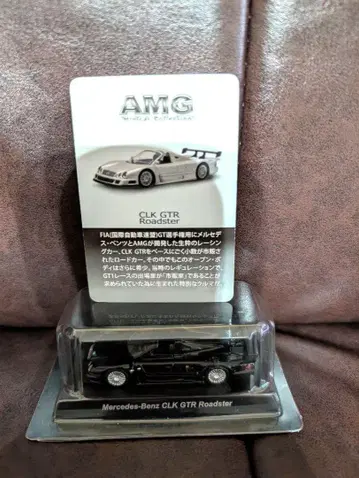 AMG
CLK GTR
Roadster
FIA(国際自動車連盟)GT選手権用にメルセデ
ス・ベンツとAMGが開発した生粋のレーシン
グカー、CLK GTRをベースにごく小数が市販さ
れたロードカー。その中でもこのオープン・ボ
ディはさらに希少。当時のレギュレーションで、
GT1レースの出場車が「市販車」であることが
求められていた為に生まれた特別なクルマだ。
Mercedes-Benz CLK GTR Roadster